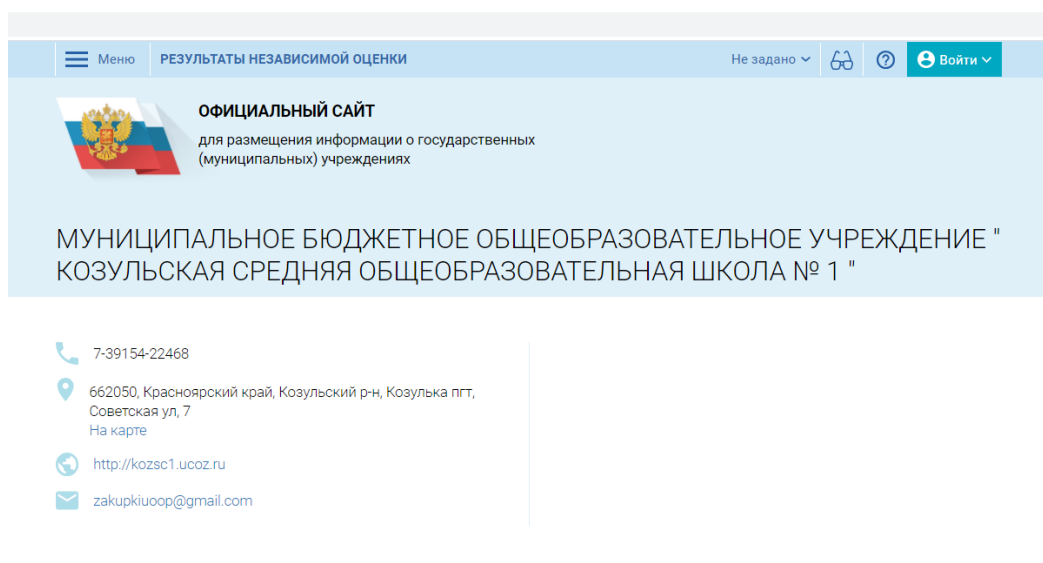 Меню РЕЗУЛЬТАТЫ НЕЗАВИСИМОЙ ОЦЕНКИ Не задано Войти
ОФИЦИАЛЬНЫЙ САЙТ
для размещения информации о государственных
(муниципальных) учреждениях
МУНИЦИПАЛЬНОЕ БЮДЖЕТНОЕ ОБЩЕОБРАЗОВАТЕЛЬНОЕ УЧРЕЖДЕНИЕ "
КОЗУЛЬСКАЯ СРЕДНЯЯ ОБЩЕОБРАЗОВАТЕЛЬНАЯ ШКОЛА № 1 "
7-39154-22468
662050, Красноярский край, Козульский р-н, Козулька пгт,
Советская ул, 7
На карте
http://kozsc1.ucoz.ru
zakupkiuoop@gmail.com